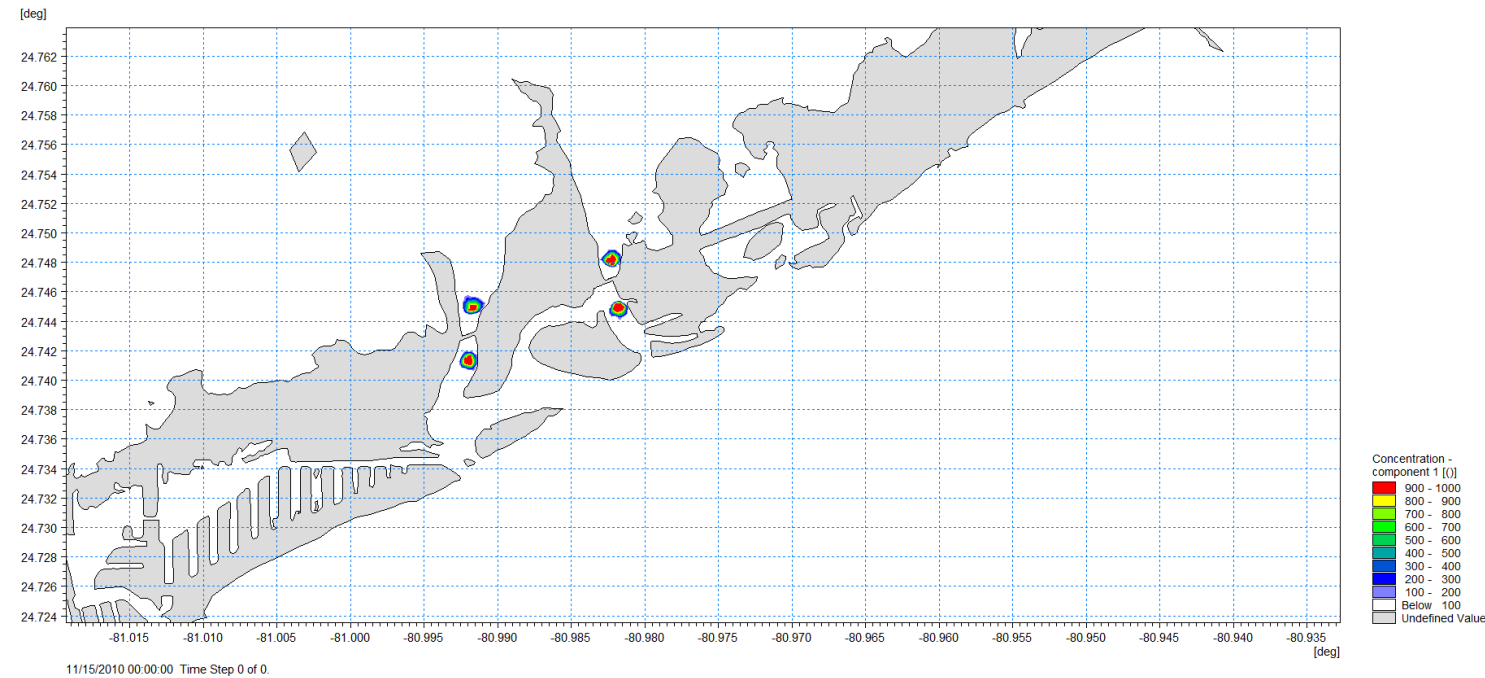 [deg]
24.762
24.760
24.758
24.756
24.754
24.752
24.750
24.748
24.746
24.744
24.742
24.740
24.738
24.736
24.734
24.732
24.730
24.728
24.726
24.724
-81.015 -81.010 -81.005 -81.000 -80.995 -80.990 -80.985 -80.980 -80.975 -80.970 -80.965 -80.960 -80.955 -80.950 -80.945 -80.940 -80.935
[deg]
11/15/2010 00:00:00 Time Step 0 of 0.
Concentration -
component 1 [()]
900 - 1000
800 - 900
700 - 800
600 - 700
500 - 600
400 - 500
300 - 400
200 - 300
100 - 200
Below 100
Undefined Value